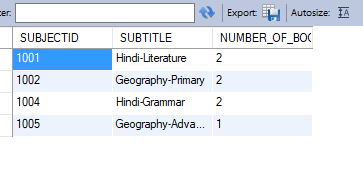 ter: Export: Autosize:
SUBJECTID SUBTITLE NUMBER_OF_BOO
1001 Hindi-Literature 2
1002 Geography-Primary 2
1004 Hindi-Grammar 2
1005 Geography-Adva... 1